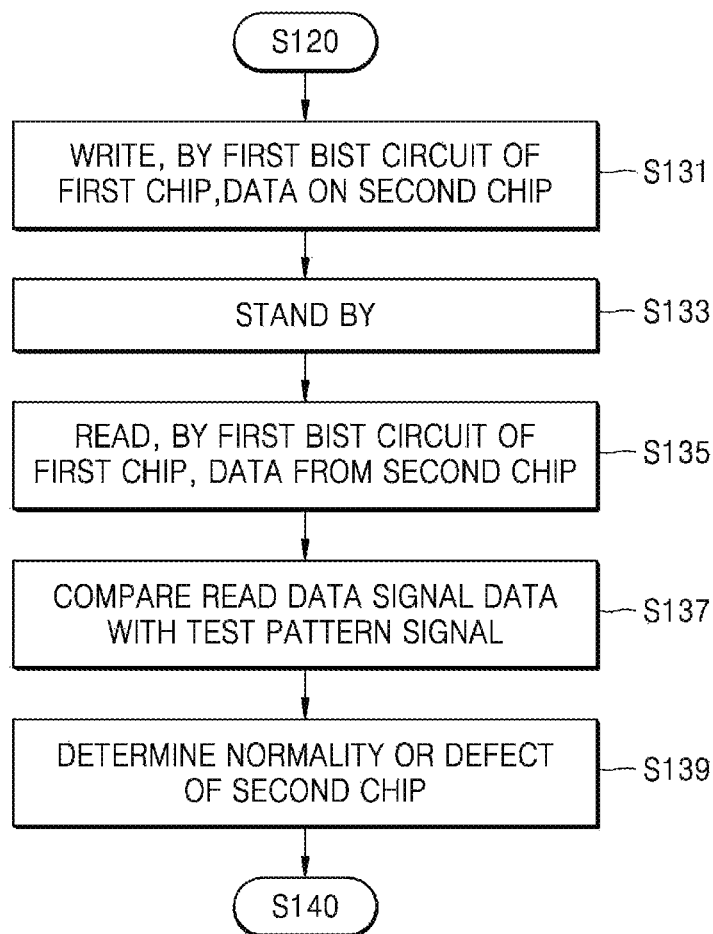 S120
WRITE, BY FIRST BIST CIRCUIT OF
FIRST CHIP,DATA ON SECOND CHIP
S131
STAND BY
S133
READ, BY FIRST BIST CIRCUIT OF
FIRST CHIP, DATA FROM SECOND CHIP
S135
COMPARE READ DATA SIGNAL DATA
WITH TEST PATTERN SIGNAL
S137
DETERMINE NORMALITY OR DEFECT
OF SECOND CHIP
S139
S140